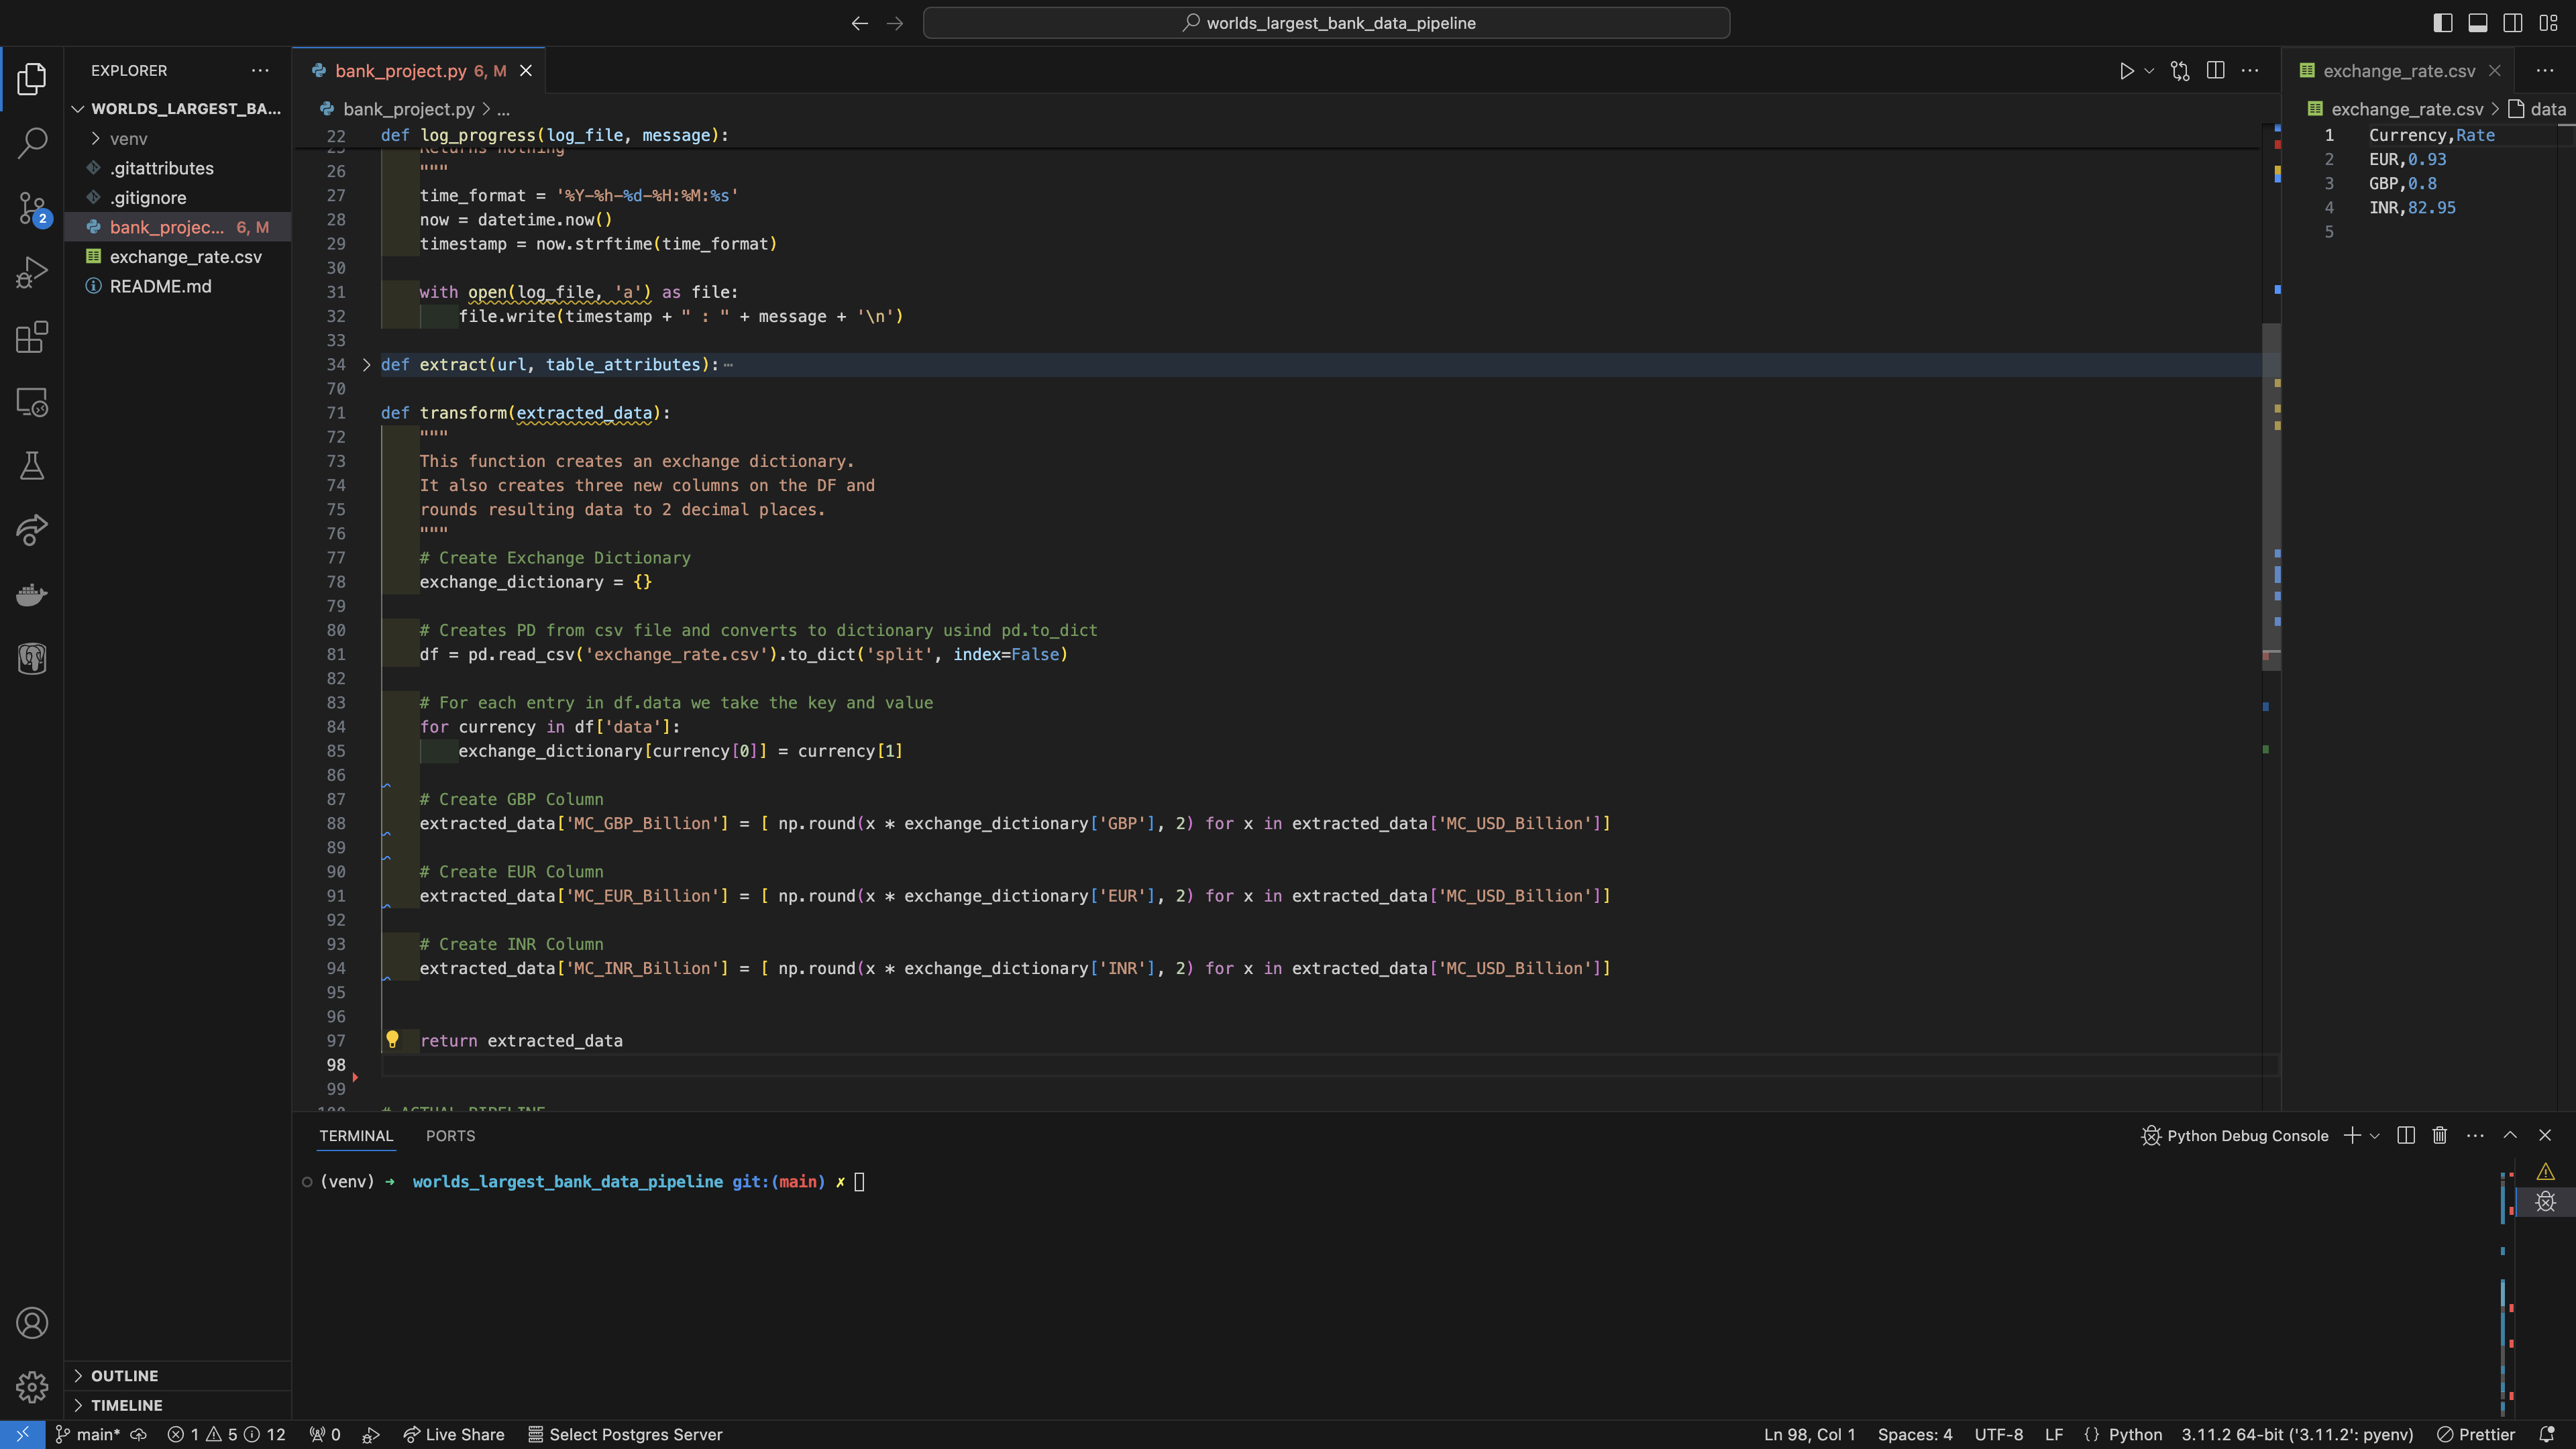 worlds_largest_bank_data_pipeline
EXPLORER
WORLDS_LARGEST_BA...
venv
.gitattributes
.gitignore
bank_projec... 6, M
exchange_rate.csv
README.md
OUTLINE
TIMELINE
2
bank_project.py 6, M
bank_project.py > ...
22 def log_progress(log_file, message):
25 Returns nothing
26 """
27 time_format = '%Y-%h-%d-%H:%M:%s'
28 now = datetime.now()
29 timestamp = now.strftime(time_format)
30
31 with open(log_file, 'a') as file:
32 file.write(timestamp + " : " + message + '\n')
33
34 def extract(url, table_attributes):⋯
70
71 def transform(extracted_data):
72 """
73 This function creates an exchange dictionary.
74 It also creates three new columns on the DF and
75 rounds resulting data to 2 decimal places.
76 """
77 # Create Exchange Dictionary
78 exchange_dictionary = {}
79
80 # Creates PD from csv file and converts to dictionary usind pd.to_dict
81 df = pd.read_csv('exchange_rate.csv').to_dict('split', index=False)
82
83 # For each entry in df.data we take the key and value
84 for currency in df['data']:
85 exchange_dictionary[currency[0]] = currency[1]
86
87 # Create GBP Column
88 extracted_data['MC_GBP_Billion'] = [ np.round(x * exchange_dictionary['GBP'], 2) for x in extracted_data['MC_USD_Billion']]
89
90 # Create EUR Column
91 extracted_data['MC_EUR_Billion'] = [ np.round(x * exchange_dictionary['EUR'], 2) for x in extracted_data['MC_USD_Billion']]
92
93 # Create INR Column
94 extracted_data['MC_INR_Billion'] = [ np.round(x * exchange_dictionary['INR'], 2) for x in extracted_data['MC_USD_Billion']]
95
96
97 return extracted_data
98
99
100 # ACTUAL PIPELINE
exchange_rate.csv
exchange_rate.csv > data
1 Currency,Rate
2 EUR,0.93
3 GBP,0.8
4 INR,82.95
5
TERMINAL PORTS
Python Debug Console
(venv) ➜ worlds_largest_bank_data_pipeline git:(main) ✗
main* 1 5 12 0 Live Share Select Postgres Server
Ln 98, Col 1 Spaces: 4 UTF-8 LF {} Python 3.11.2 64-bit ('3.11.2': pyenv) Prettier